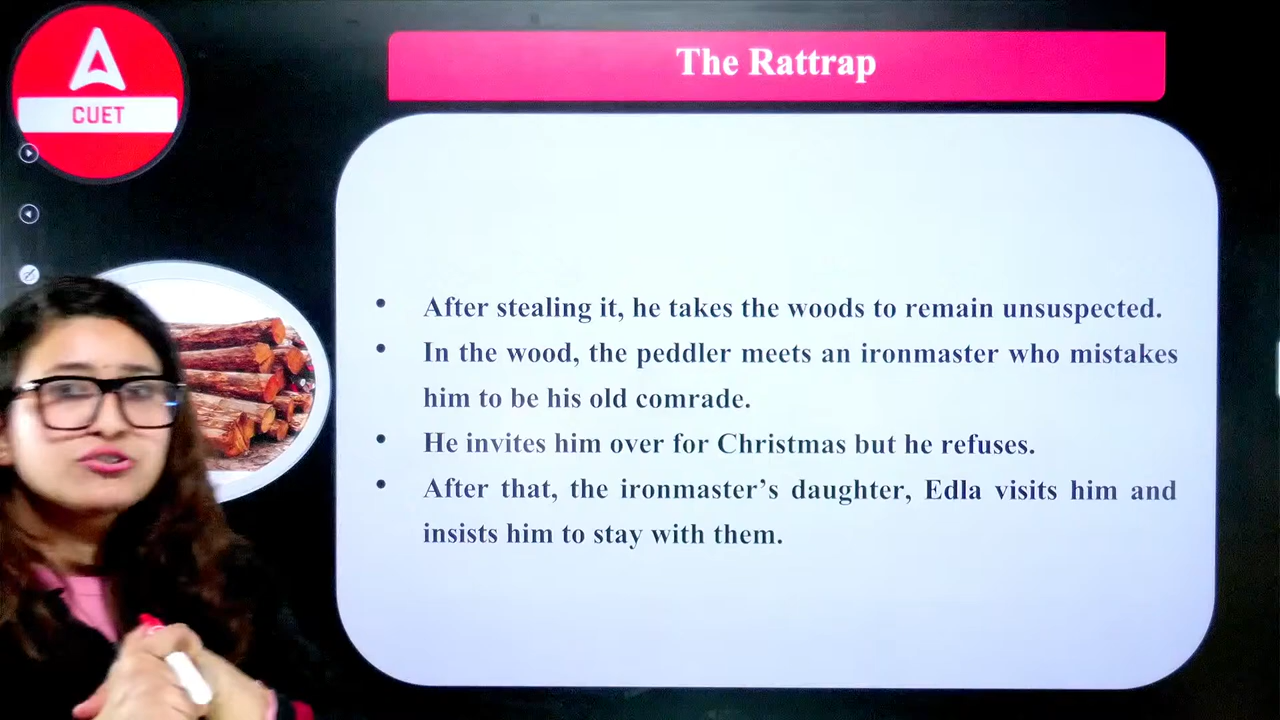 CUET
The Rattrap
• After stealing it, he takes the woods to remain unsuspected.
• In the wood, the peddler meets an ironmaster who mistakes
him to be his old comrade.
• He invites him over for Christmas but he refuses.
• After that, the ironmaster’s daughter, Edla visits him and
insists him to stay with them.